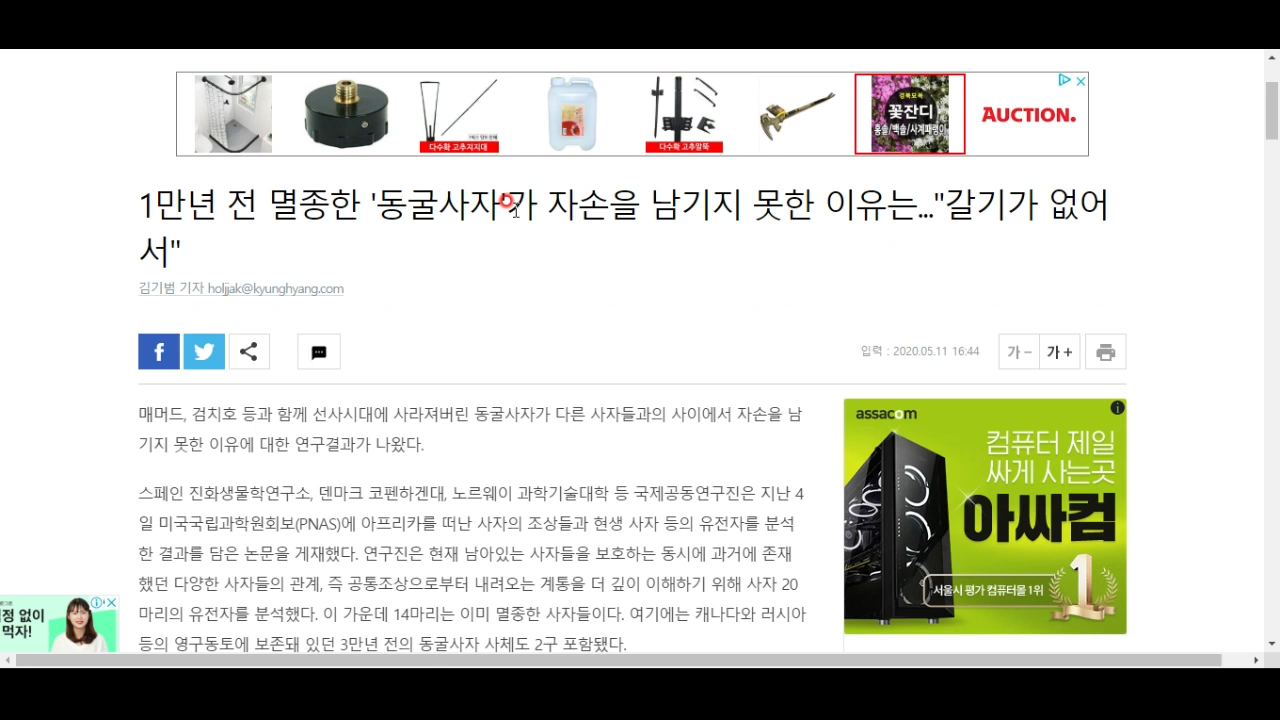 다수확 고추지지대
다수확 고추말뚝
경북모목
꽃잔디
AUCTION.
1만년 전 멸종한 '동굴사자'가 자손을 남기지 못한 이유는..."갈기가 없어
서"
김기범 기자 holjjak@kyunghyang.com
입력 : 2020.05.11 16:44
가 –
가 +
매머드, 검치호 등과 함께 선사시대에 사라져버린 동굴사자가 다른 사자들과의 사이에서 자손을 남
기지 못한 이유에 대한 연구결과가 나왔다.
스페인 진화생물학연구소, 덴마크 코펜하겐대, 노르웨이 과학기술대학 등 국제공동연구진은 지난 4
일 미국국립과학원회보(PNAS)에 아프리카를 떠난 사자의 조상들과 현생 사자 등의 유전자를 분석
한 결과를 담은 논문을 게재했다. 연구진은 현재 남아있는 사자들을 보호하는 동시에 과거에 존재
했던 다양한 사자들의 관계, 즉 공통조상으로부터 내려오는 계통을 더 깊이 이해하기 위해 사자 20
마리의 유전자를 분석했다. 이 가운데 14마리는 이미 멸종한 사자들이다. 여기에는 캐나다와 러시아
등의 영구동토에 보존돼 있던 3만년 전의 동굴사자 사체도 2구 포함됐다.
assacom
컴퓨터 제일
싸게 사는곳
아싸컴
서울시 평가 컴퓨터몰 1위
1
정 없이
먹자!